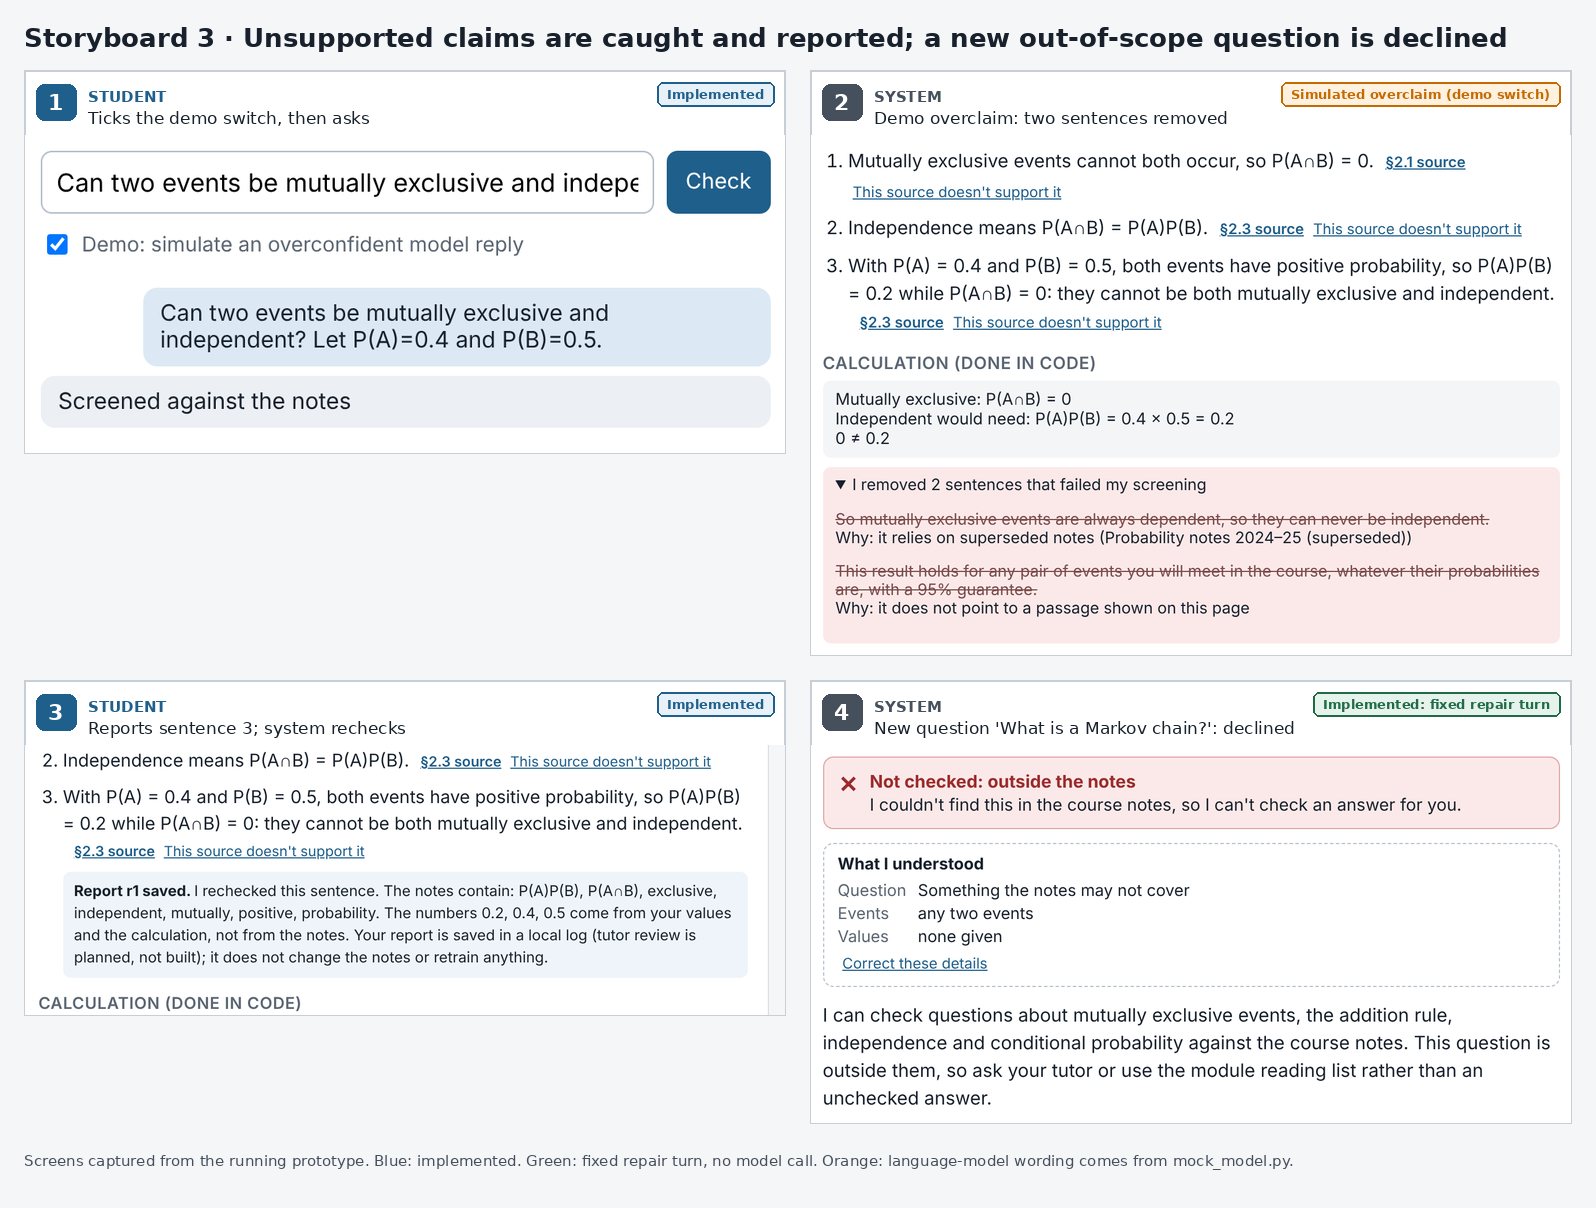 Storyboard 3 · Unsupported claims are caught and reported; a new out-of-scope question is declined
1
STUDENT
Implemented
Ticks the demo switch, then asks
Can two events be mutually exclusive and indepe
Check
Demo: simulate an overconfident model reply
Can two events be mutually exclusive and
independent? Let P(A)=0.4 and P(B)=0.5.
Screened against the notes
2
SYSTEM
Simulated overclaim (demo switch)
Demo overclaim: two sentences removed
1. Mutually exclusive events cannot both occur, so P(A∩B) = 0. §2.1 source
This source doesn't support it
2. Independence means P(A∩B) = P(A)P(B). §2.3 source This source doesn't support it
3. With P(A) = 0.4 and P(B) = 0.5, both events have positive probability, so P(A)P(B)
= 0.2 while P(A∩B) = 0: they cannot be both mutually exclusive and independent.
§2.3 source This source doesn't support it
CALCULATION (DONE IN CODE)
Mutually exclusive: P(A∩B) = 0
Independent would need: P(A)P(B) = 0.4 × 0.5 = 0.2
0 ≠ 0.2
▼ I removed 2 sentences that failed my screening
So mutually exclusive events are always dependent, so they can never be independent.
Why: it relies on superseded notes (Probability notes 2024–25 (superseded))
This result holds for any pair of events you will meet in the course, whatever their probabilities
are, with a 95% guarantee.
Why: it does not point to a passage shown on this page
3
STUDENT
Implemented
Reports sentence 3; system rechecks
2. Independence means P(A∩B) = P(A)P(B). §2.3 source This source doesn't support it
3. With P(A) = 0.4 and P(B) = 0.5, both events have positive probability, so P(A)P(B)
= 0.2 while P(A∩B) = 0: they cannot be both mutually exclusive and independent.
§2.3 source This source doesn't support it
Report r1 saved. I rechecked this sentence. The notes contain: P(A)P(B), P(A∩B), exclusive,
independent, mutually, positive, probability. The numbers 0.2, 0.4, 0.5 come from your values
and the calculation, not from the notes. Your report is saved in a local log (tutor review is
planned, not built); it does not change the notes or retrain anything.
CALCULATION (DONE IN CODE)
4
SYSTEM
Implemented: fixed repair turn
New question 'What is a Markov chain?': declined
✕ Not checked: outside the notes
I couldn't find this in the course notes, so I can't check an answer for you.
What I understood
Question Something the notes may not cover
Events any two events
Values none given
Correct these details
I can check questions about mutually exclusive events, the addition rule,
independence and conditional probability against the course notes. This question is
outside them, so ask your tutor or use the module reading list rather than an
unchecked answer.
Screens captured from the running prototype. Blue: implemented. Green: fixed repair turn, no model call. Orange: language-model wording comes from mock_model.py.